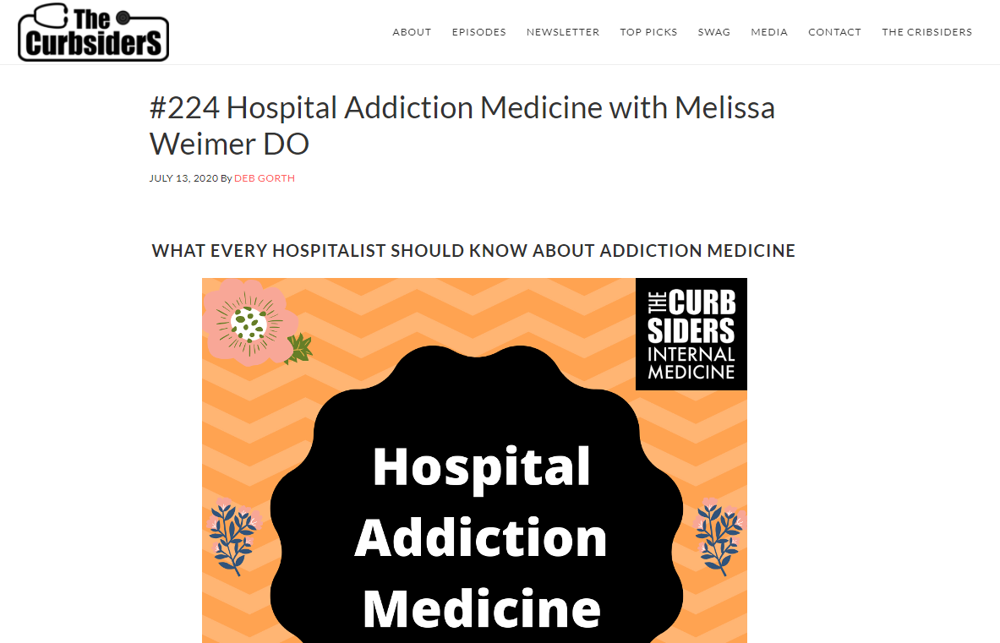 The
CurbsiderS
ABOUT EPISODES NEWSLETTER TOP PICKS SWAG MEDIA CONTACT THE CRIBSIDERS
#224 Hospital Addiction Medicine with Melissa
Weimer DO
JULY 13, 2020 By DEB GORTH
WHAT EVERY HOSPITALIST SHOULD KNOW ABOUT ADDICTION MEDICINE
THE CURB
SIDERS
INTERNAL
MEDICINE
Hospital
Addiction
Medicine